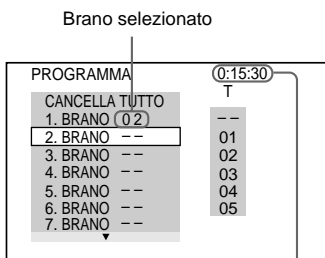 Brano selezionato
PROGRAMMA 0:15:30
T
CANCELLA TUTTO
1. BRANO 0 2 – –
2. BRANO – – 01
3. BRANO – – 02
4. BRANO – – 03
5. BRANO – – 04
6. BRANO – – 05
7. BRANO – –